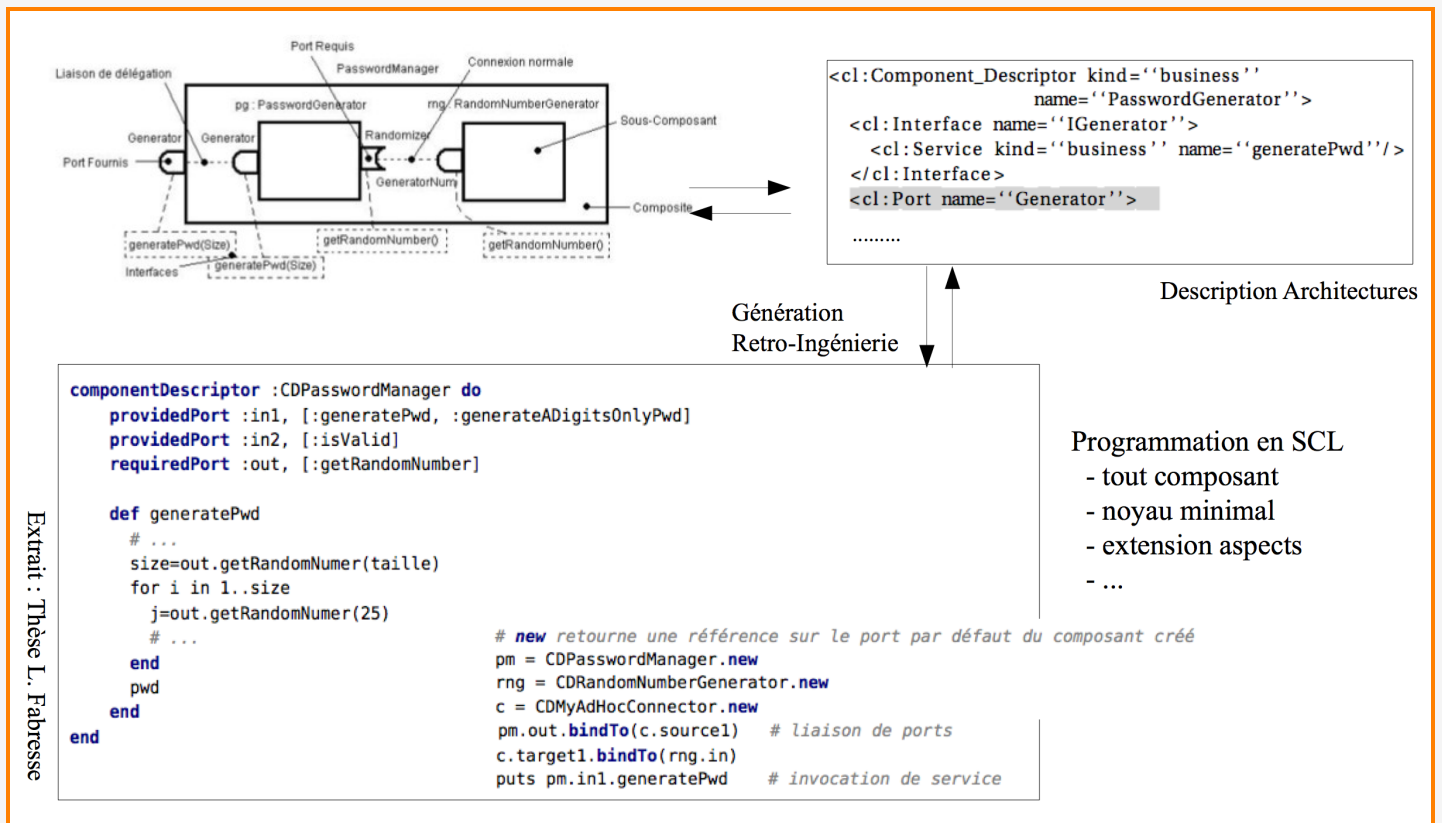 Port Requis
Liaison de délégation
PasswordManager
Connexion normale
pg : PasswordGenerator
rng : RandomNumberGenerator
Sous-Composant
Generator
Generator
Randomizer
Port Fournis
GeneratorNum
Composite
generatePwd(Size)
getRandomNumber()
getRandomNumber()
Interfaces
generatePwd(Size)
<cl:Component_Descriptor kind=‘‘business’’
name=‘‘PasswordGenerator’’>
<cl:Interface name=‘‘IGenerator’’>
<cl:Service kind=‘‘business’’ name=‘‘generatePwd’’/>
</cl:Interface>
<cl:Port name=‘‘Generator’’>
.........
Description Architectures
Génération
Retro-Ingénierie
componentDescriptor :CDPasswordManager do
providedPort :in1, [:generatePwd, :generateADigitsOnlyPwd]
providedPort :in2, [:isValid]
requiredPort :out, [:getRandomNumber]
def generatePwd
# ...
size=out.getRandomNumer(taille)
for i in 1..size
j=out.getRandomNumer(25)
# ...
end
pwd
end
end
# new retourne une référence sur le port par défaut du composant créé
pm = CDPasswordManager.new
rng = CDRandomNumberGenerator.new
c = CDMyAdHocConnector.new
pm.out.bindTo(c.source1) # liaison de ports
c.target1.bindTo(rng.in)
puts pm.in1.generatePwd # invocation de service
Programmation en SCL
- tout composant
- noyau minimal
- extension aspects
- ...
Extrait : Thèse L. Fabresse